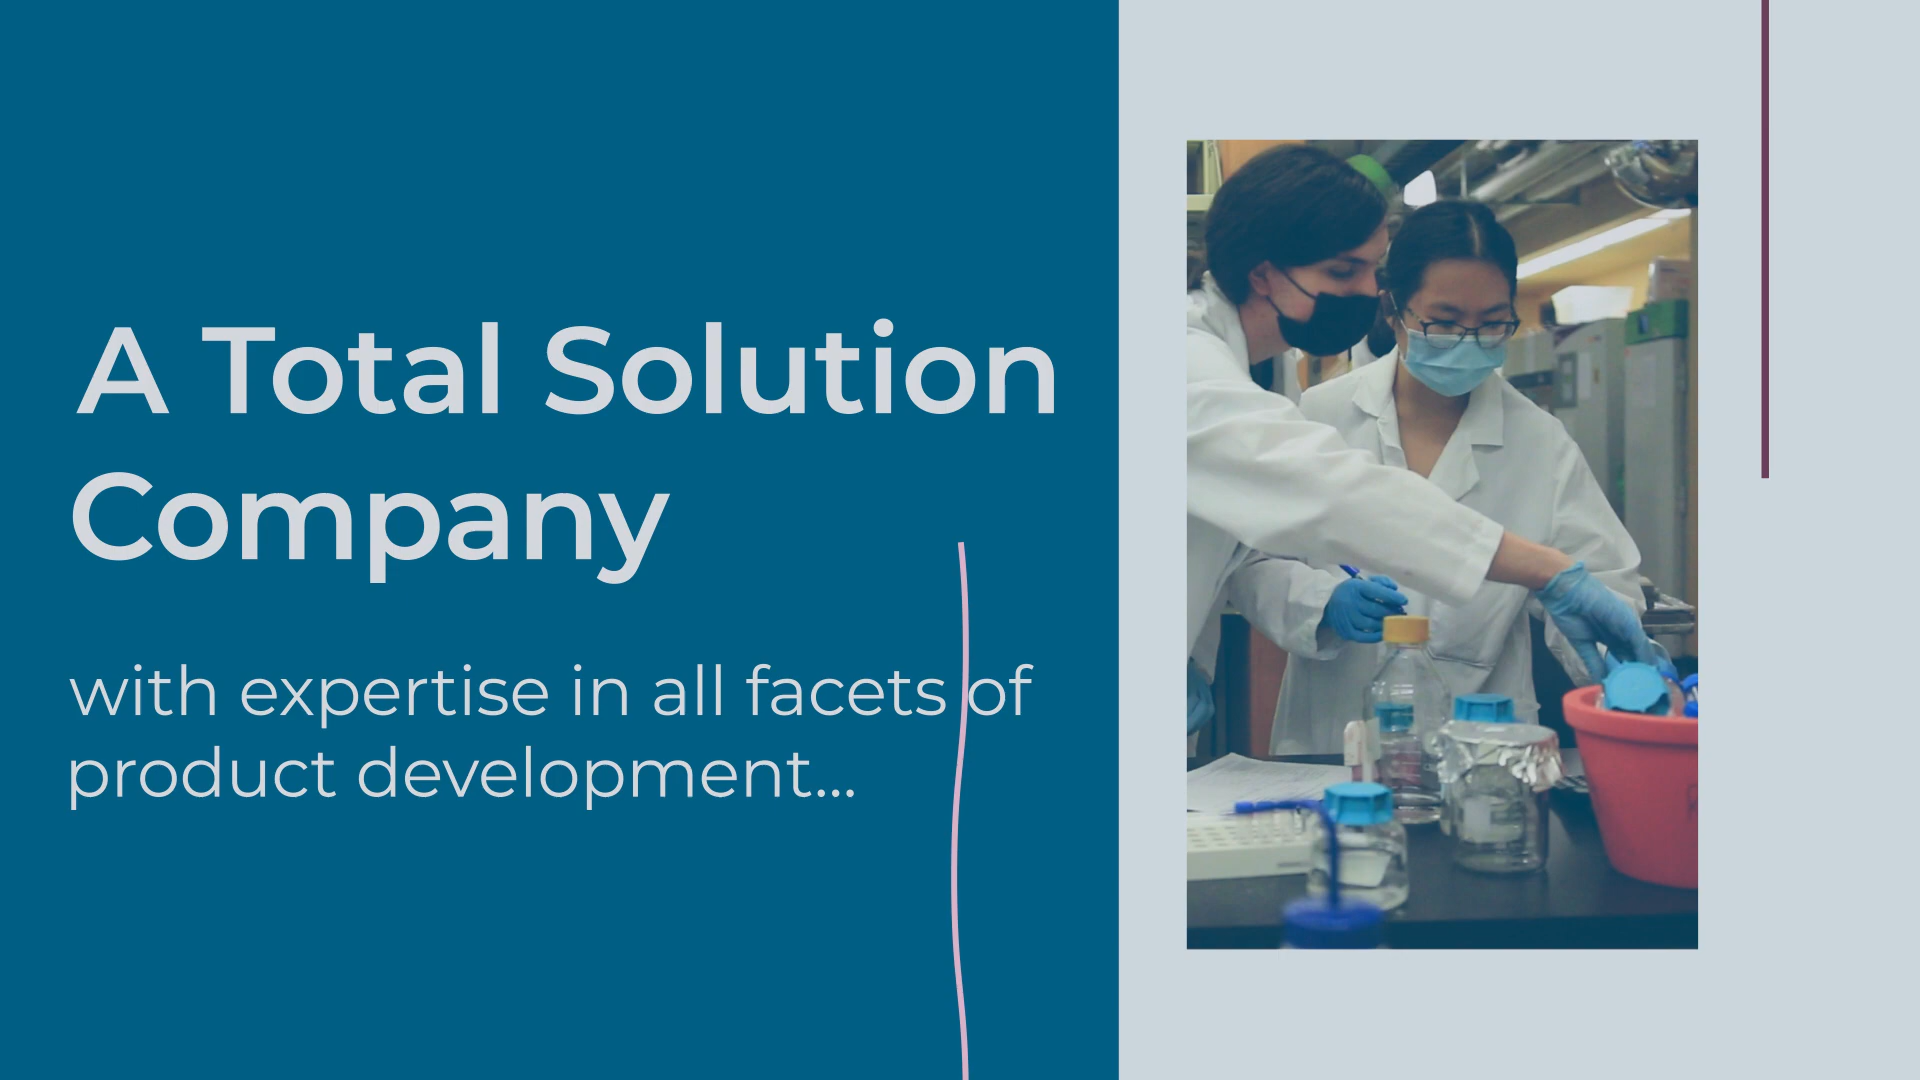 A Total Solution
Company
with expertise in all facets of
product development...